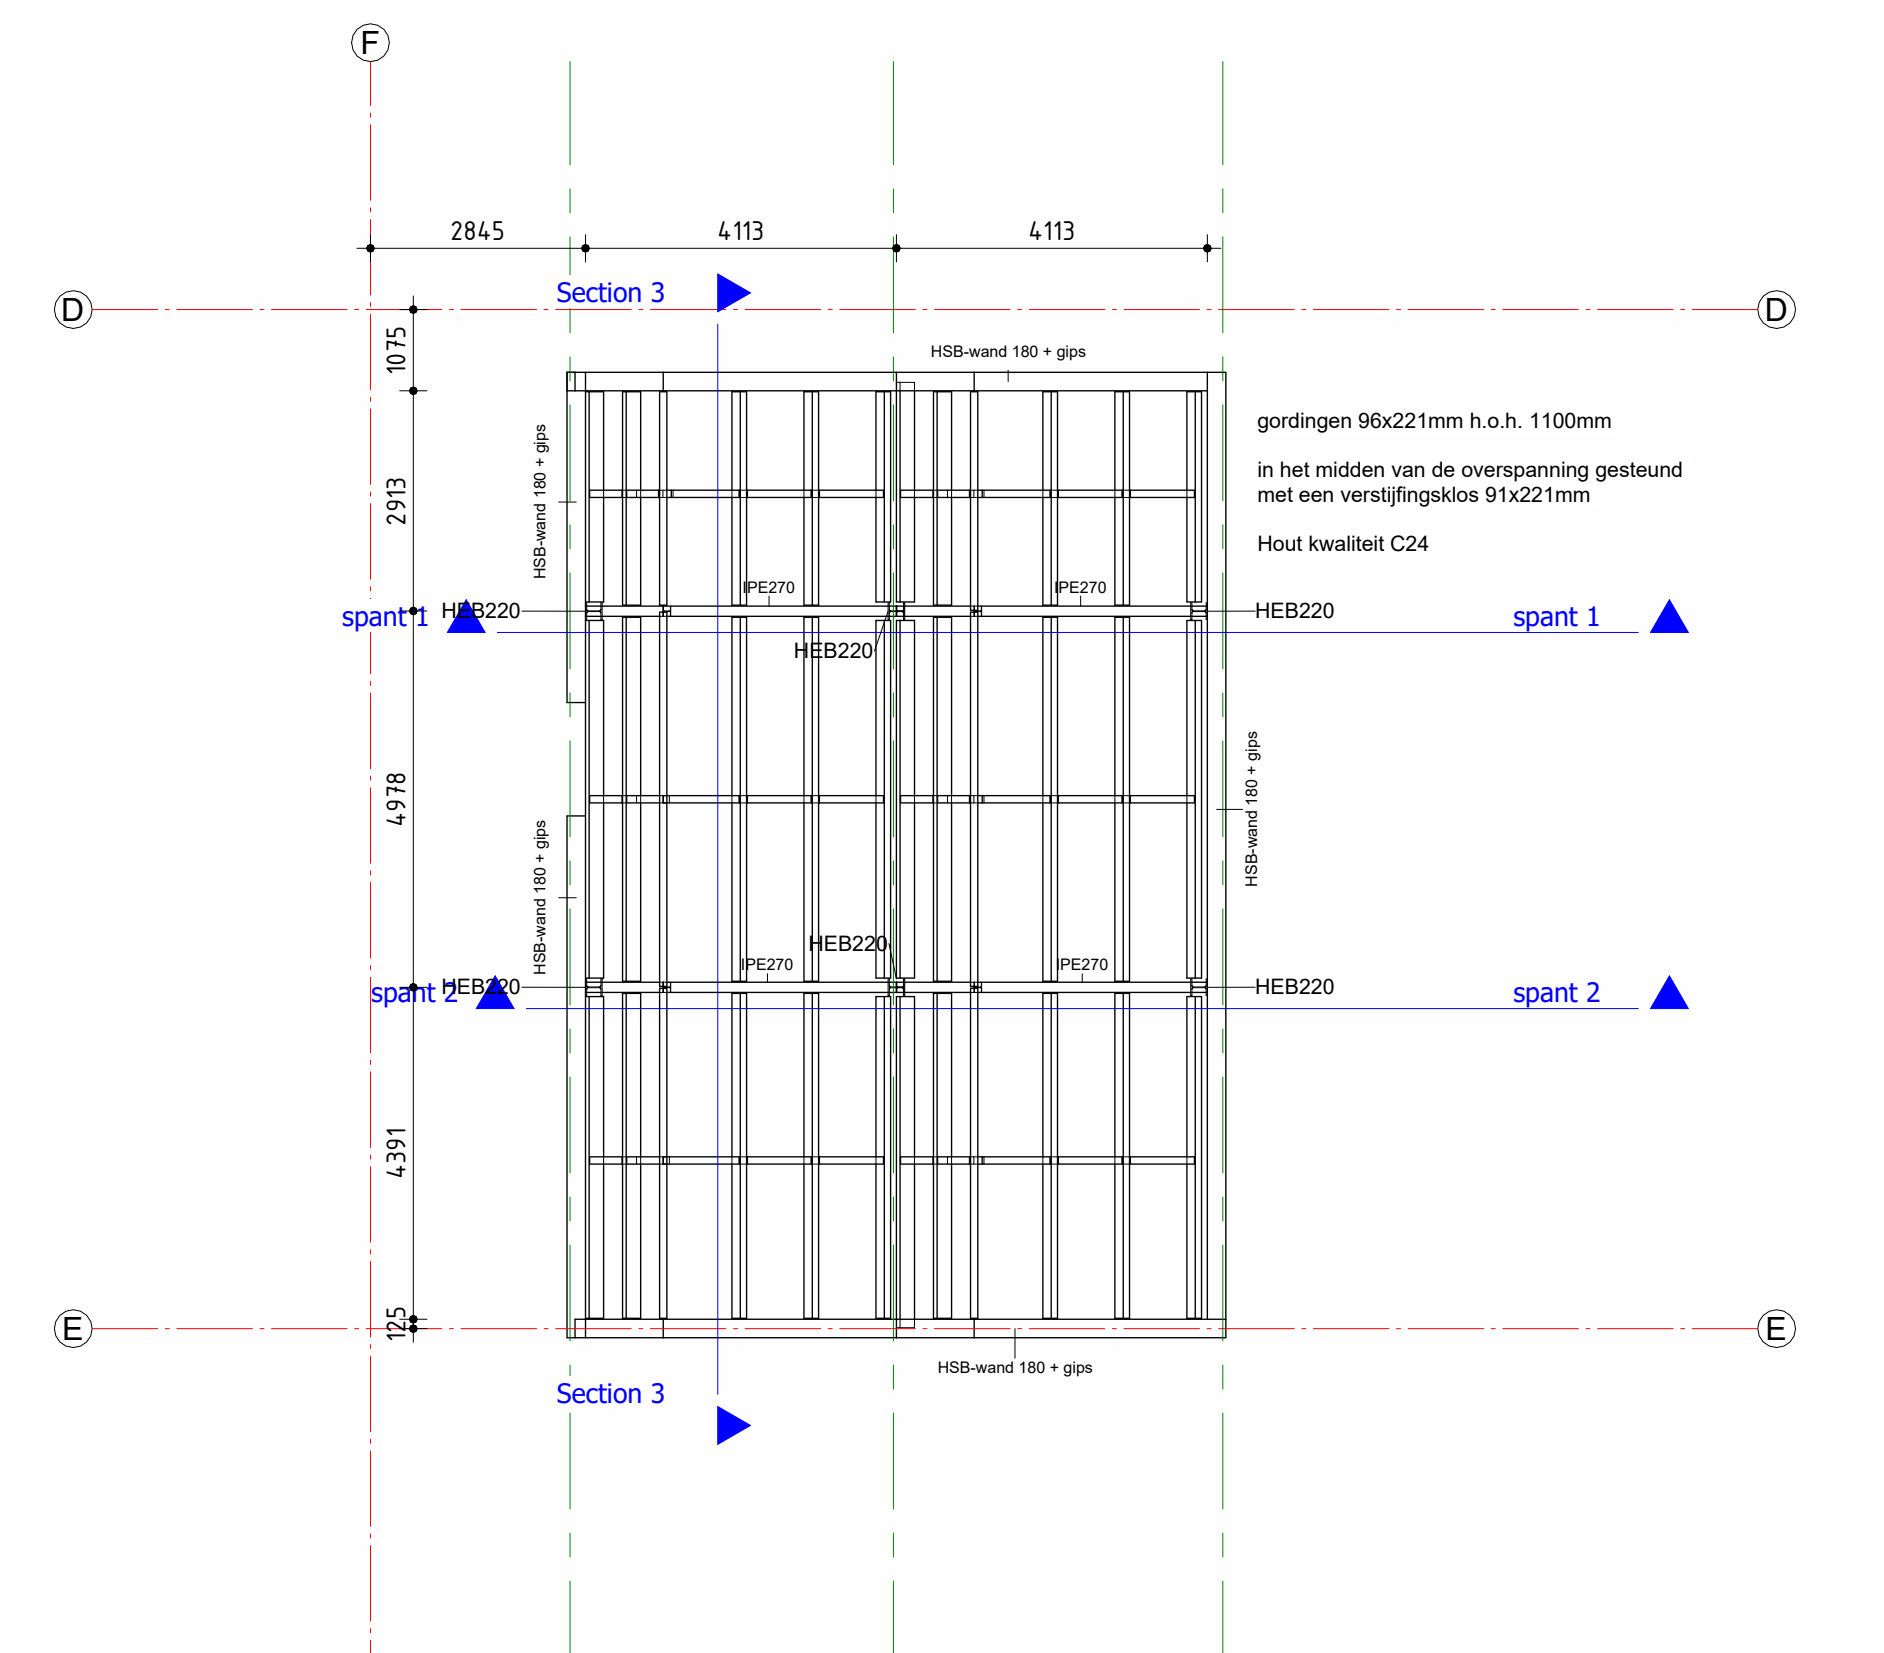 F
2845
4113
4113
Section 3
D
D
1075
HSB-wand 180 + gips
gordingen 96x221mm h.o.h. 1100mm
HSB-wand 180 + gips
in het midden van de overspanning gesteund
met een verstijfingsklos 91x221mm
2913
Hout kwaliteit C24
IPE270
IPE270
spant 1
HEB220
HEB220
spant 1
HEB220
4978
HSB-wand 180 + gips
HSB-wand 180 + gips
HEB220
IPE270
IPE270
spant 2
HEB220
HEB220
spant 2
4391
125
E
E
HSB-wand 180 + gips
Section 3